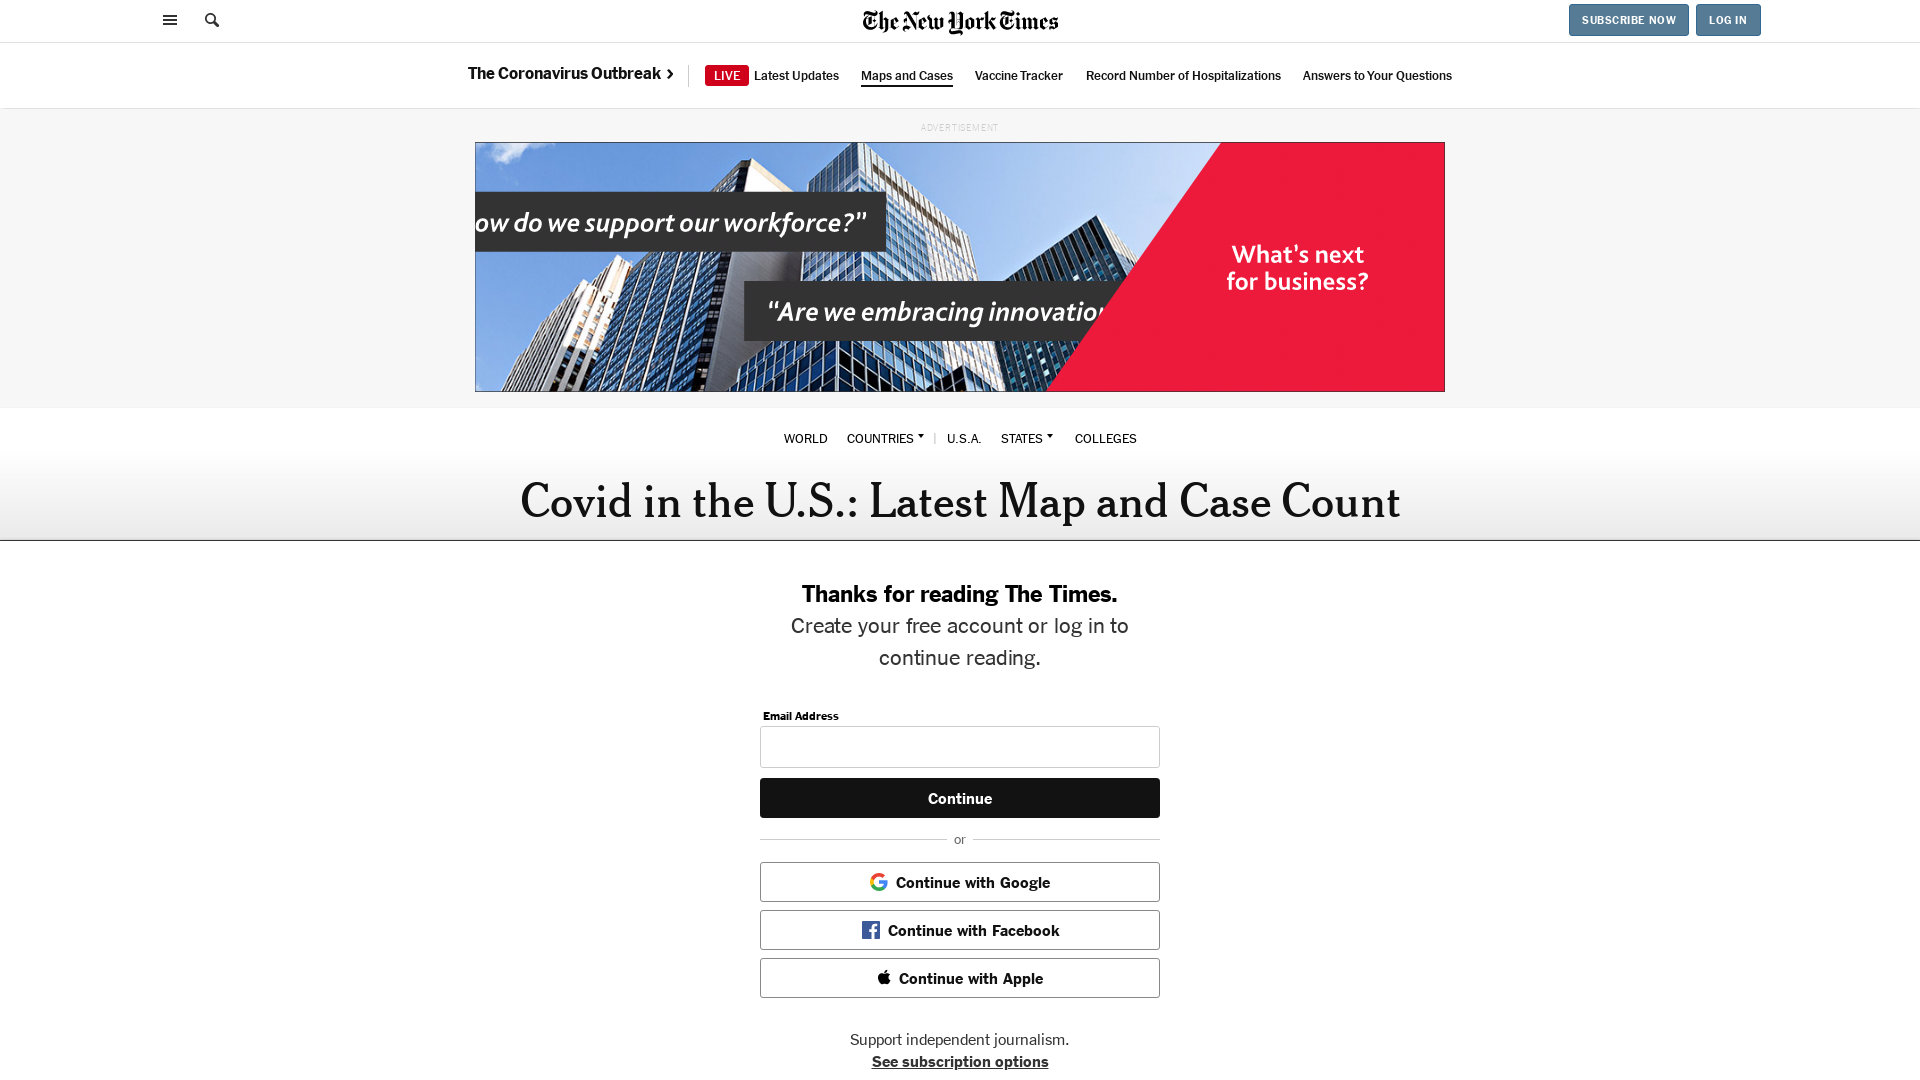 The New York Times
SUBSCRIBE NOW
LOG IN
The Coronavirus Outbreak
LIVE Latest Updates
Maps and Cases
Vaccine Tracker
Record Number of Hospitalizations
Answers to Your Questions
ADVERTISEMENT
ow do we support our workforce?”
“Are we embracing innovation
What’s next
for business?
WORLD COUNTRIES | U.S.A. STATES COLLEGES
Covid in the U.S.: Latest Map and Case Count
Thanks for reading The Times.
Create your free account or log in to
continue reading.
Email Address
Continue
or
Continue with Google
Continue with Facebook
Continue with Apple
Support independent journalism.
See subscription options